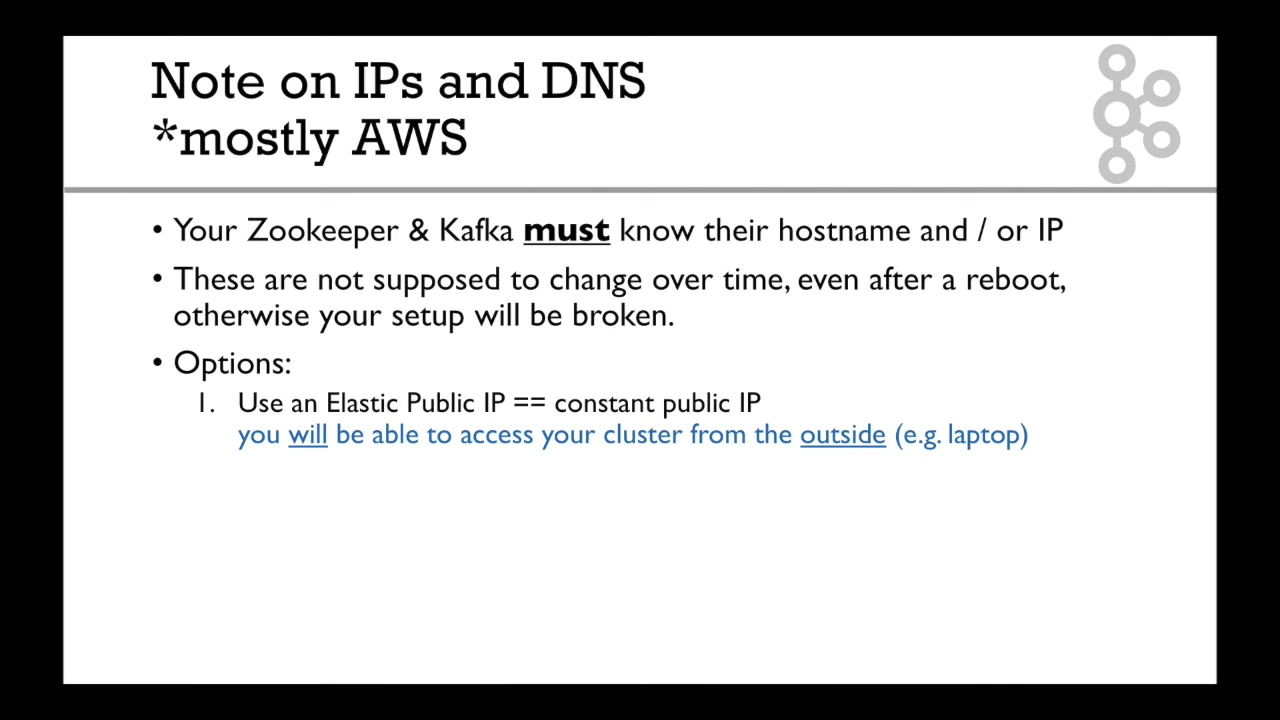 Note on IPs and DNS
*mostly AWS
• Your Zookeeper & Kafka must know their hostname and / or IP
• These are not supposed to change over time, even after a reboot,
otherwise your setup will be broken.
• Options:
1. Use an Elastic Public IP == constant public IP
you will be able to access your cluster from the outside (e.g. laptop)